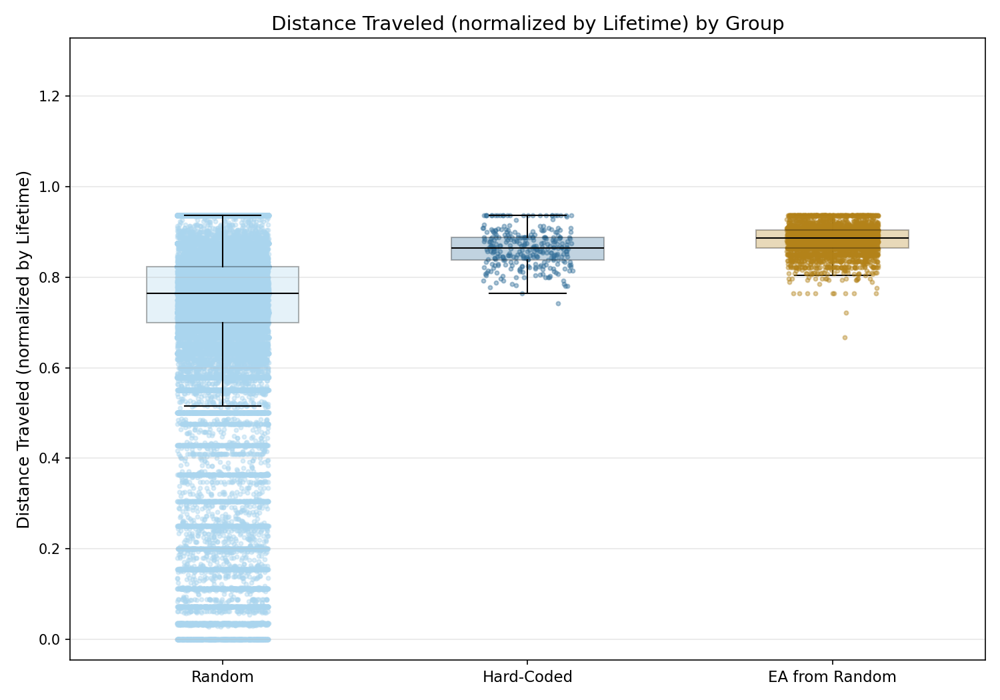 Distance Traveled (normalized by Lifetime) by Group
Distance Traveled (normalized by Lifetime)
1.2
1.0
0.8
0.6
0.4
0.2
0.0
Random
Hard-Coded
EA from Random